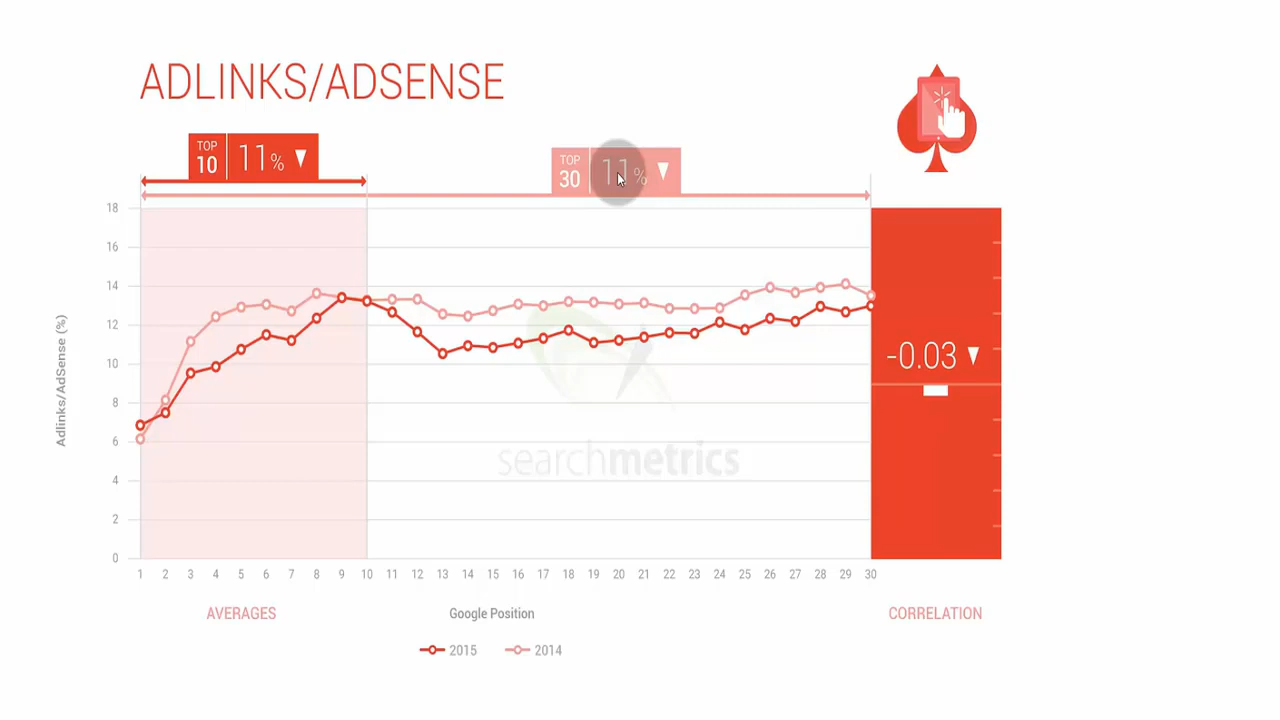 ADLINKS/ADSENSE
TOP 10 11% ▼
TOP 30 11% ▼
18
16
14
12
10
8
6
4
2
0
Adlinks/AdSense (%)
-0.03 ▼
searchmetrics
1 2 3 4 5 6 7 8 9 10 11 12 13 14 15 16 17 18 19 20 21 22 23 24 25 26 27 28 29 30
AVERAGES Google Position CORRELATION
2015 2014